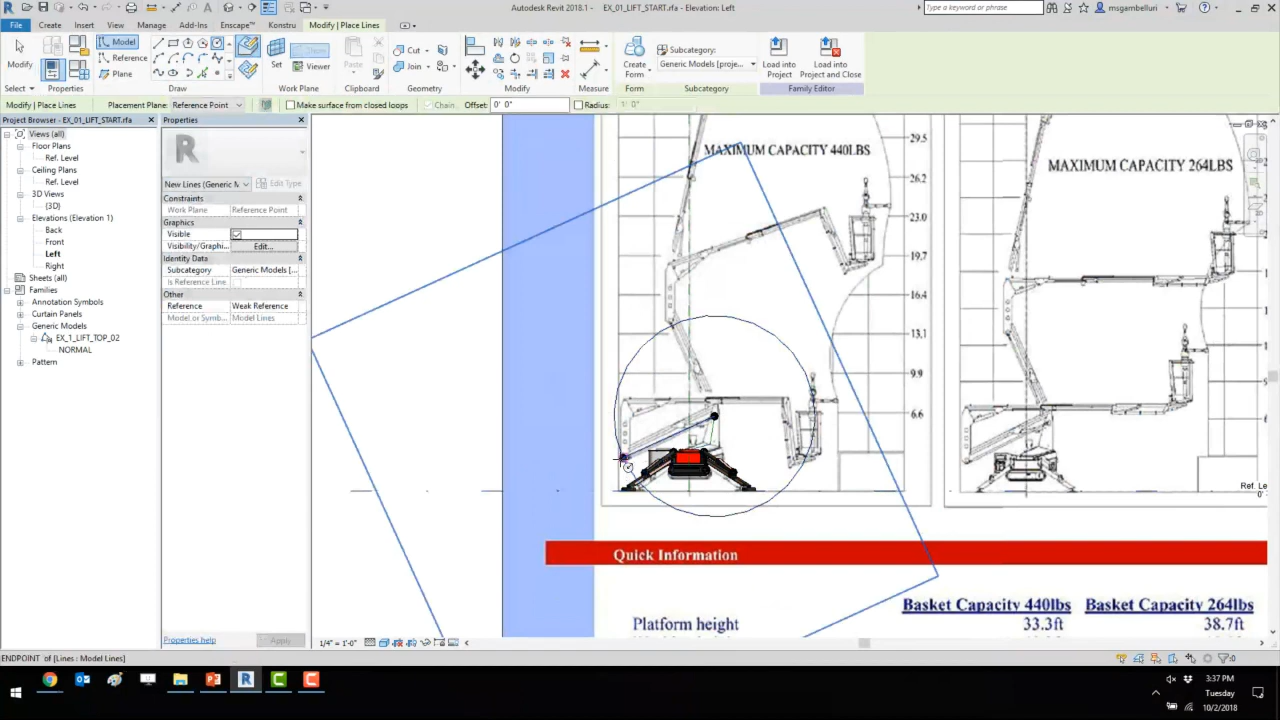 Autodesk Revit 2018.1 - EX_01_LIFT_START.rfa - Elevation: Left
Type a keyword or phrase
msgambelluri
File
Create
Insert
View
Manage
Add-Ins
Enscape™
Konstru
Modify | Place Lines
Modify
Model
Reference
Plane
Set
Show
Viewer
Paste
Cut
Join
Create
Form
Subcategory:
Generic Models [proje...
Load into
Project
Load into
Project and Close
Select
Properties
Draw
Work Plane
Clipboard
Geometry
Modify
Measure
Form
Subcategory
Family Editor
Modify | Place Lines
Placement Plane:
Reference Point
Make surface from closed loops
Chain
Offset:
0' 0"
Radius:
1' 0"
Project Browser - EX_01_LIFT_START.rfa
Views (all)
Floor Plans
Ref. Level
Ceiling Plans
Ref. Level
3D Views
{3D}
Elevations (Elevation 1)
Back
Front
Left
Right
Sheets (all)
Families
Annotation Symbols
Curtain Panels
Generic Models
EX_1_LIFT_TOP_02
NORMAL
Pattern
Properties
R
New Lines (Generic M
Edit Type
Constraints
Work Plane
Reference Point
Graphics
Visible
Visibility/Graphi...
Edit...
Identity Data
Subcategory
Generic Models [...
Is Reference Line
Other
Reference
Weak Reference
Model or Symb...
Model Lines
Properties help
Apply
MAXIMUM CAPACITY 440LBS
29.5
26.2
23.0
19.7
16.4
13.1
9.9
6.6
MAXIMUM CAPACITY 264LBS
Ref. Le
0'
Quick Information
Basket Capacity 440lbs
Basket Capacity 264lbs
Platform height
33.3ft
38.7ft
1/4" = 1'-0"
ENDPOINT of [Lines : Model Lines]
:0
3:37 PM
Tuesday
10/2/2018